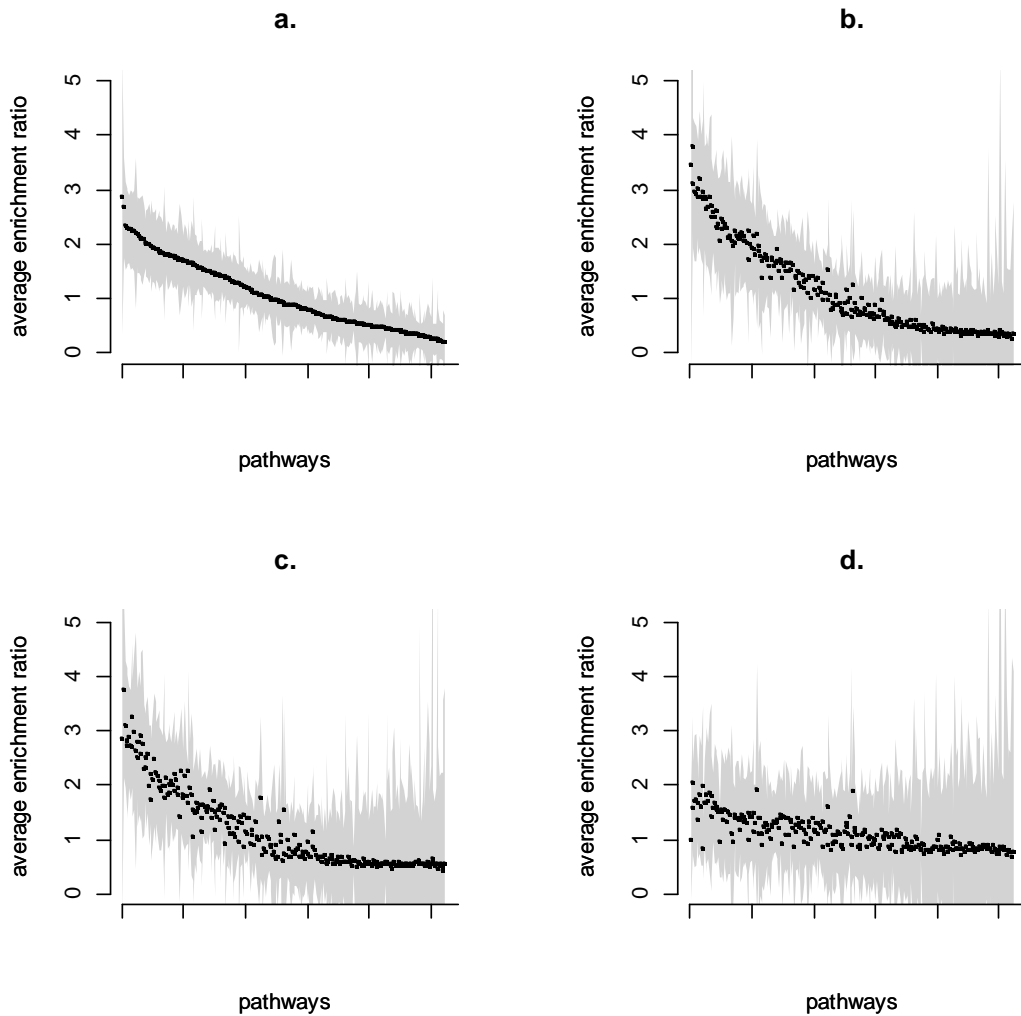 a.
average enrichment ratio
5
4
3
2
1
0
pathways
b.
average enrichment ratio
5
4
3
2
1
0
pathways
c.
average enrichment ratio
5
4
3
2
1
0
pathways
d.
average enrichment ratio
5
4
3
2
1
0
pathways